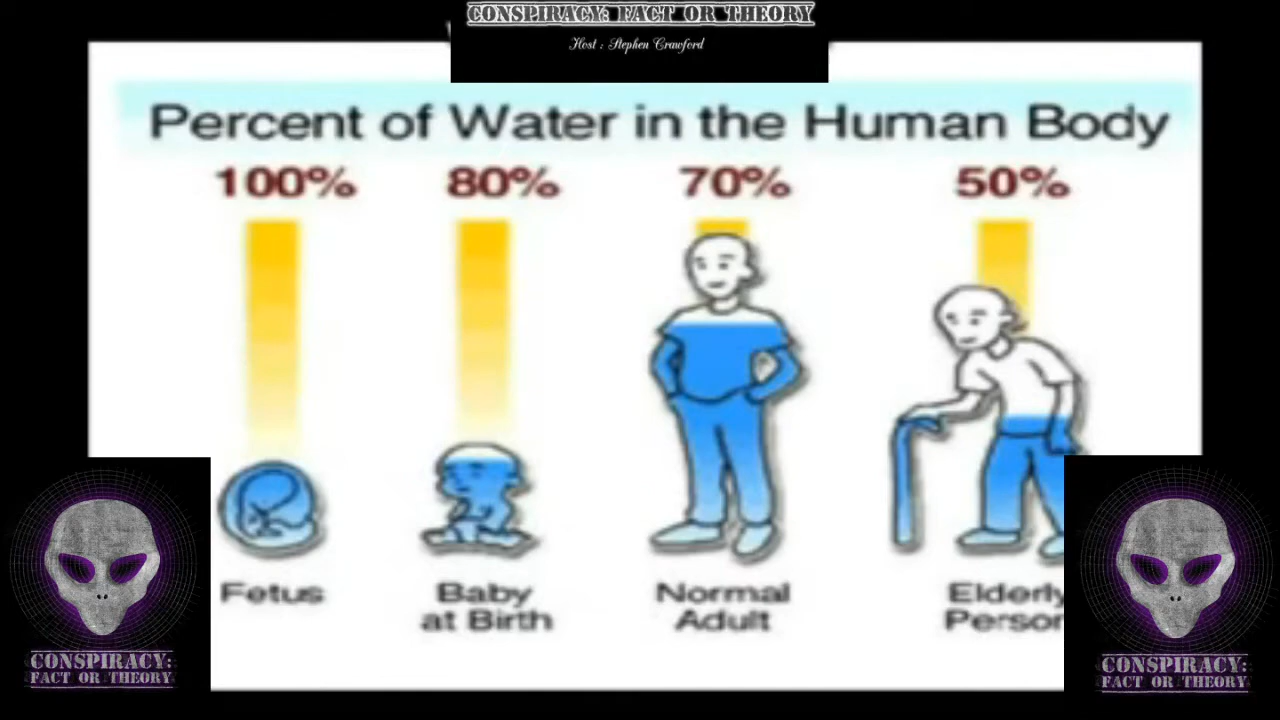 CONSPIRACY: FACT OR THEORY
Host : Stephen Crawford
Percent of Water in the Human Body
100% 80% 70% 50%
Fetus Baby at Birth Normal Adult Elderly Person
CONSPIRACY:
FACT OR THEORY
CONSPIRACY:
FACT OR THEORY